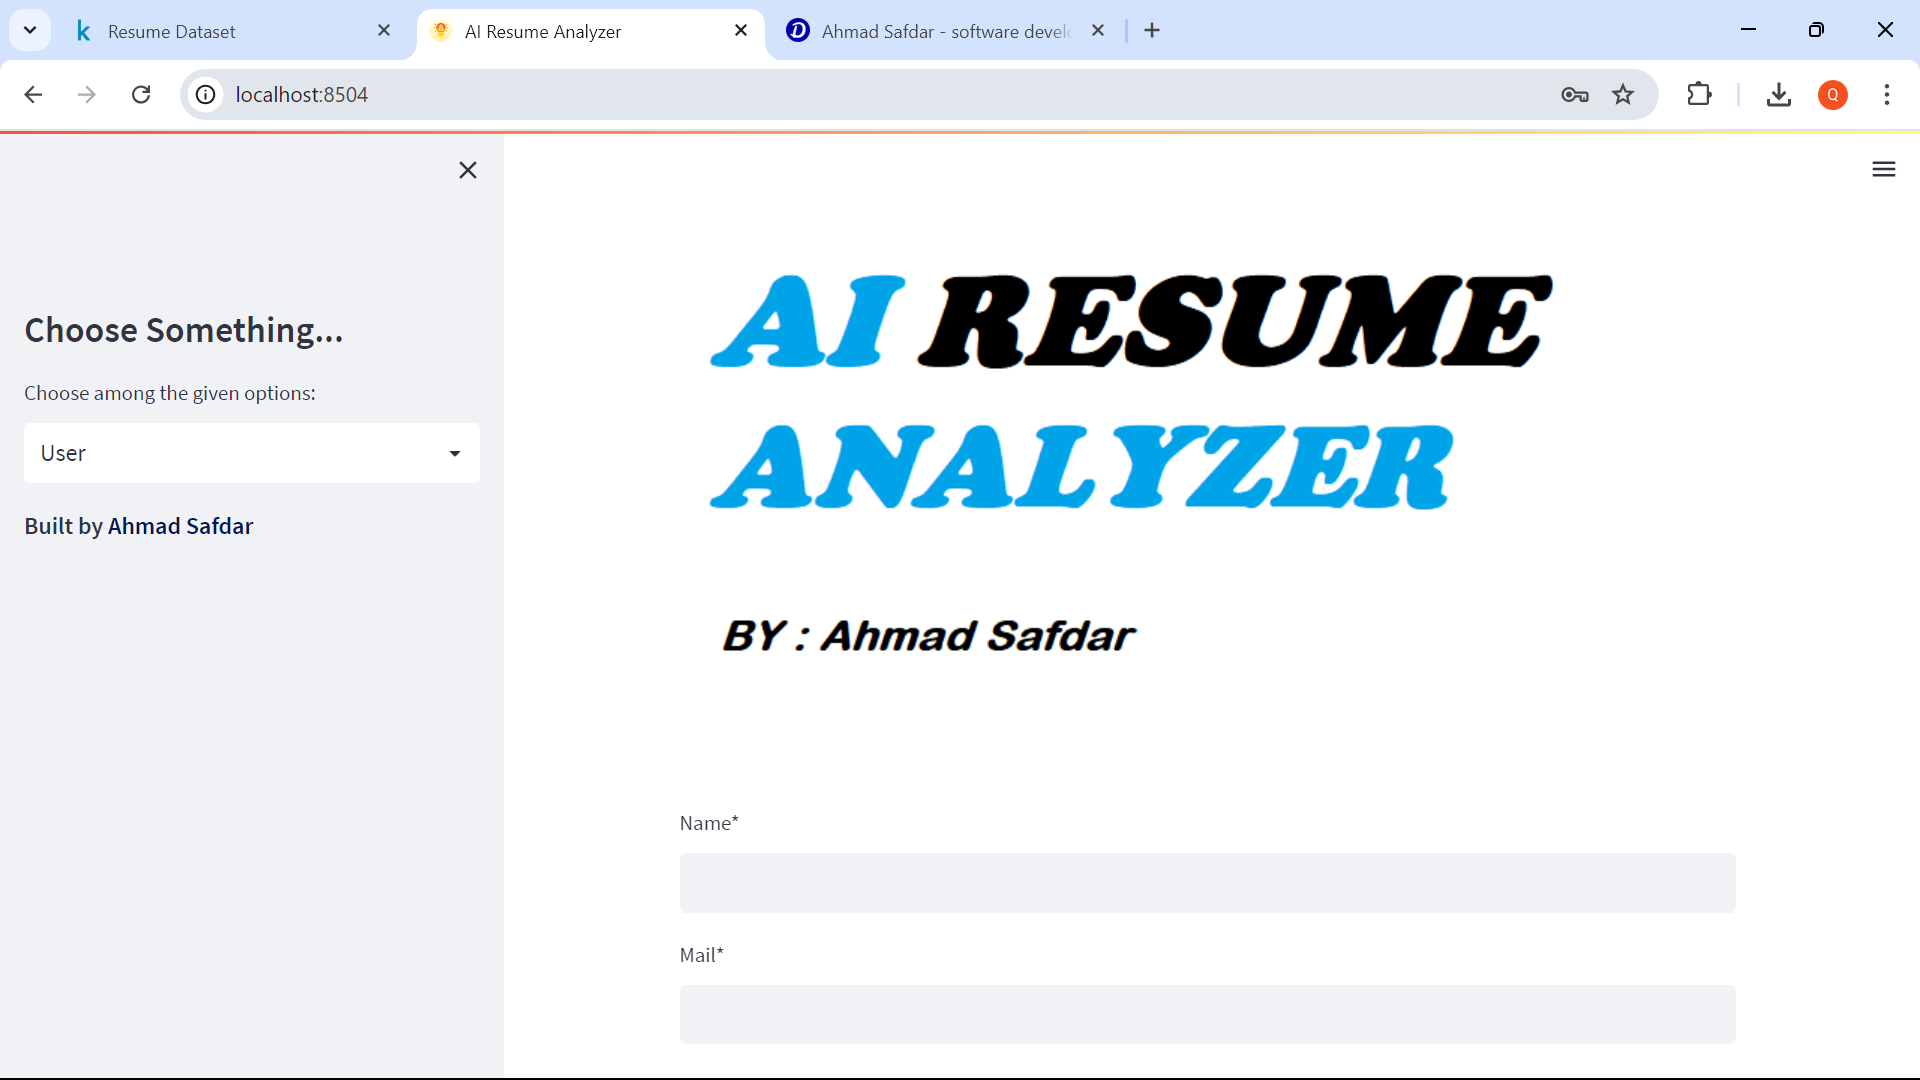 Resume Dataset
AI Resume Analyzer
Ahmad Safdar - software devel
localhost:8504
Q
Choose Something...
Choose among the given options:
User
Built by Ahmad Safdar
AI RESUME
ANALYZER
BY : Ahmad Safdar
Name*
Mail*